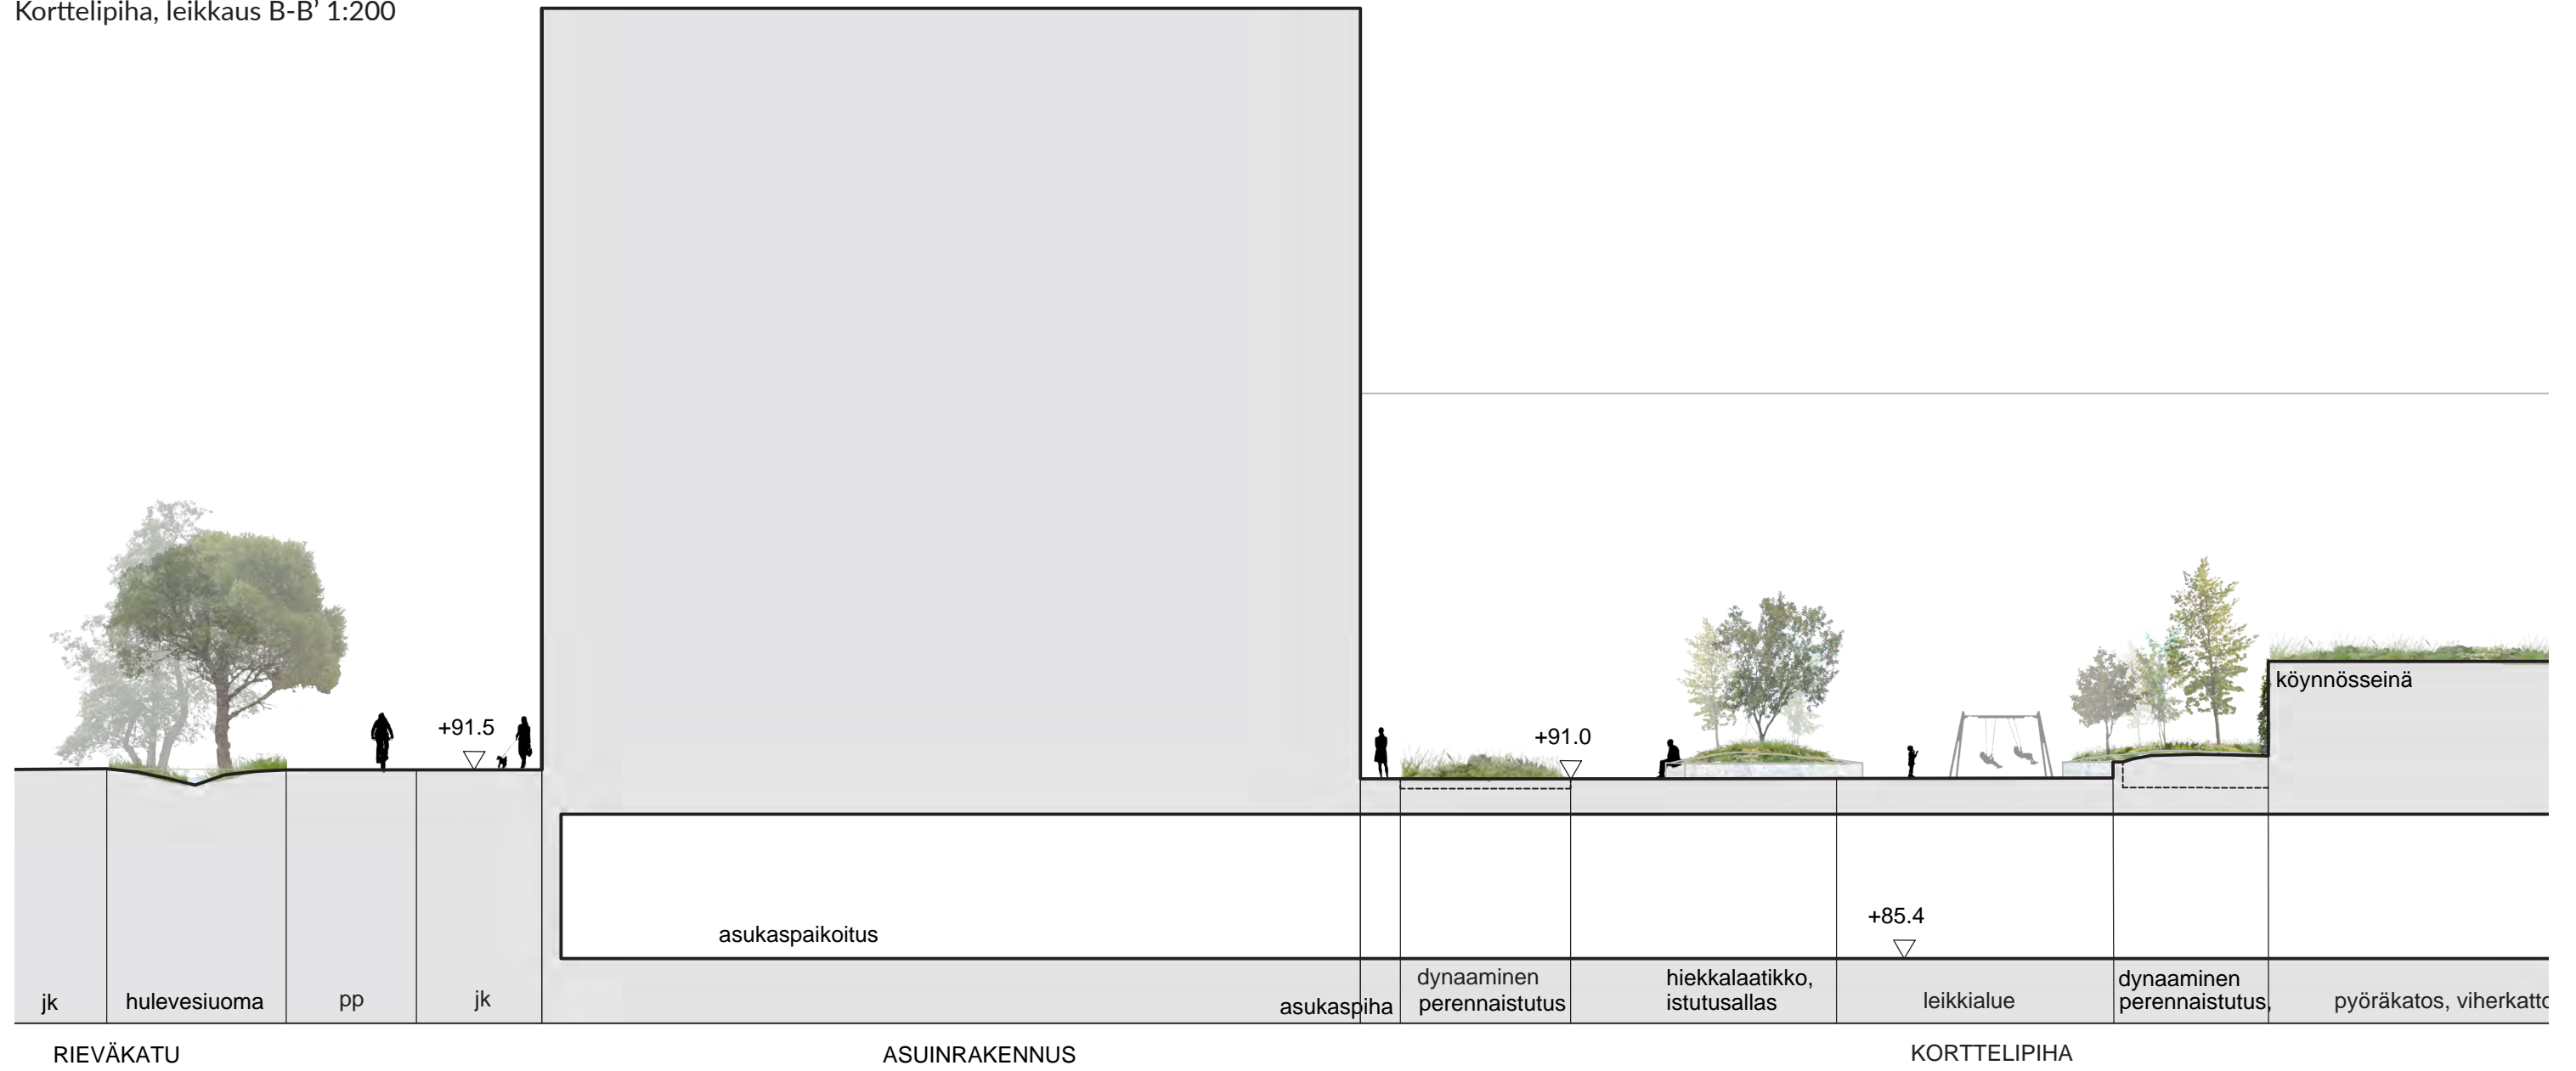 Korttelipiha, leikkaus B-B’ 1:200
+91.5
+91.0
köynnösseinä
+85.4
asukaspaikoitus
jk
hulevesiuoma
pp
jk
asukaspiha
dynaaminen
perennaistutus
hiekkalaatikko,
istutusallas
leikkialue
dynaaminen
perennaistutus,
pyöräkatos, viherkatto
RIEVÄKATU
ASUINRAKENNUS
KORTTELIPIHA